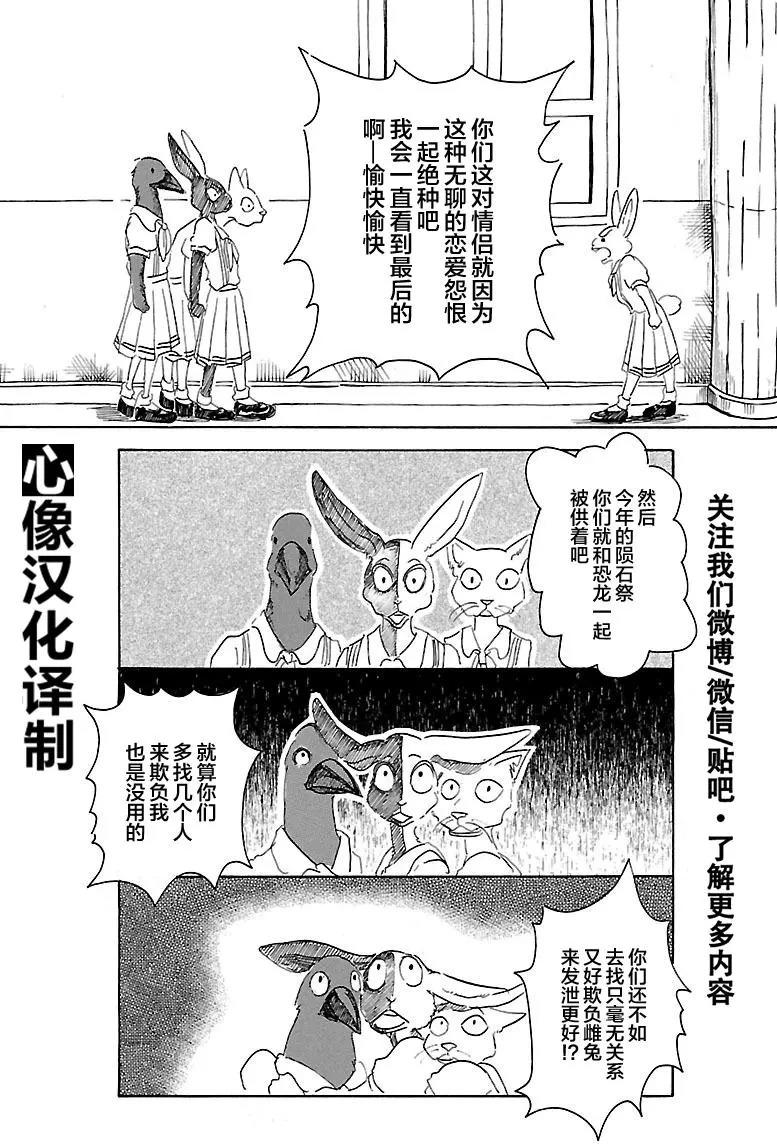 你们这对情侣就因为
这种无聊的恋爱怨恨
一起绝种吧
我会一直看到最后的
啊—愉快愉快
然后
今年的陨石祭
你们就和恐龙一起
被供着吧
就算你们
多找几个人
来欺负我
也是没用的
你们还不如
去找只毫无关系
又好欺负雌兔
来发泄更好!?
关注我们微博/微信/贴吧·了解更多内容
心像汉化译制